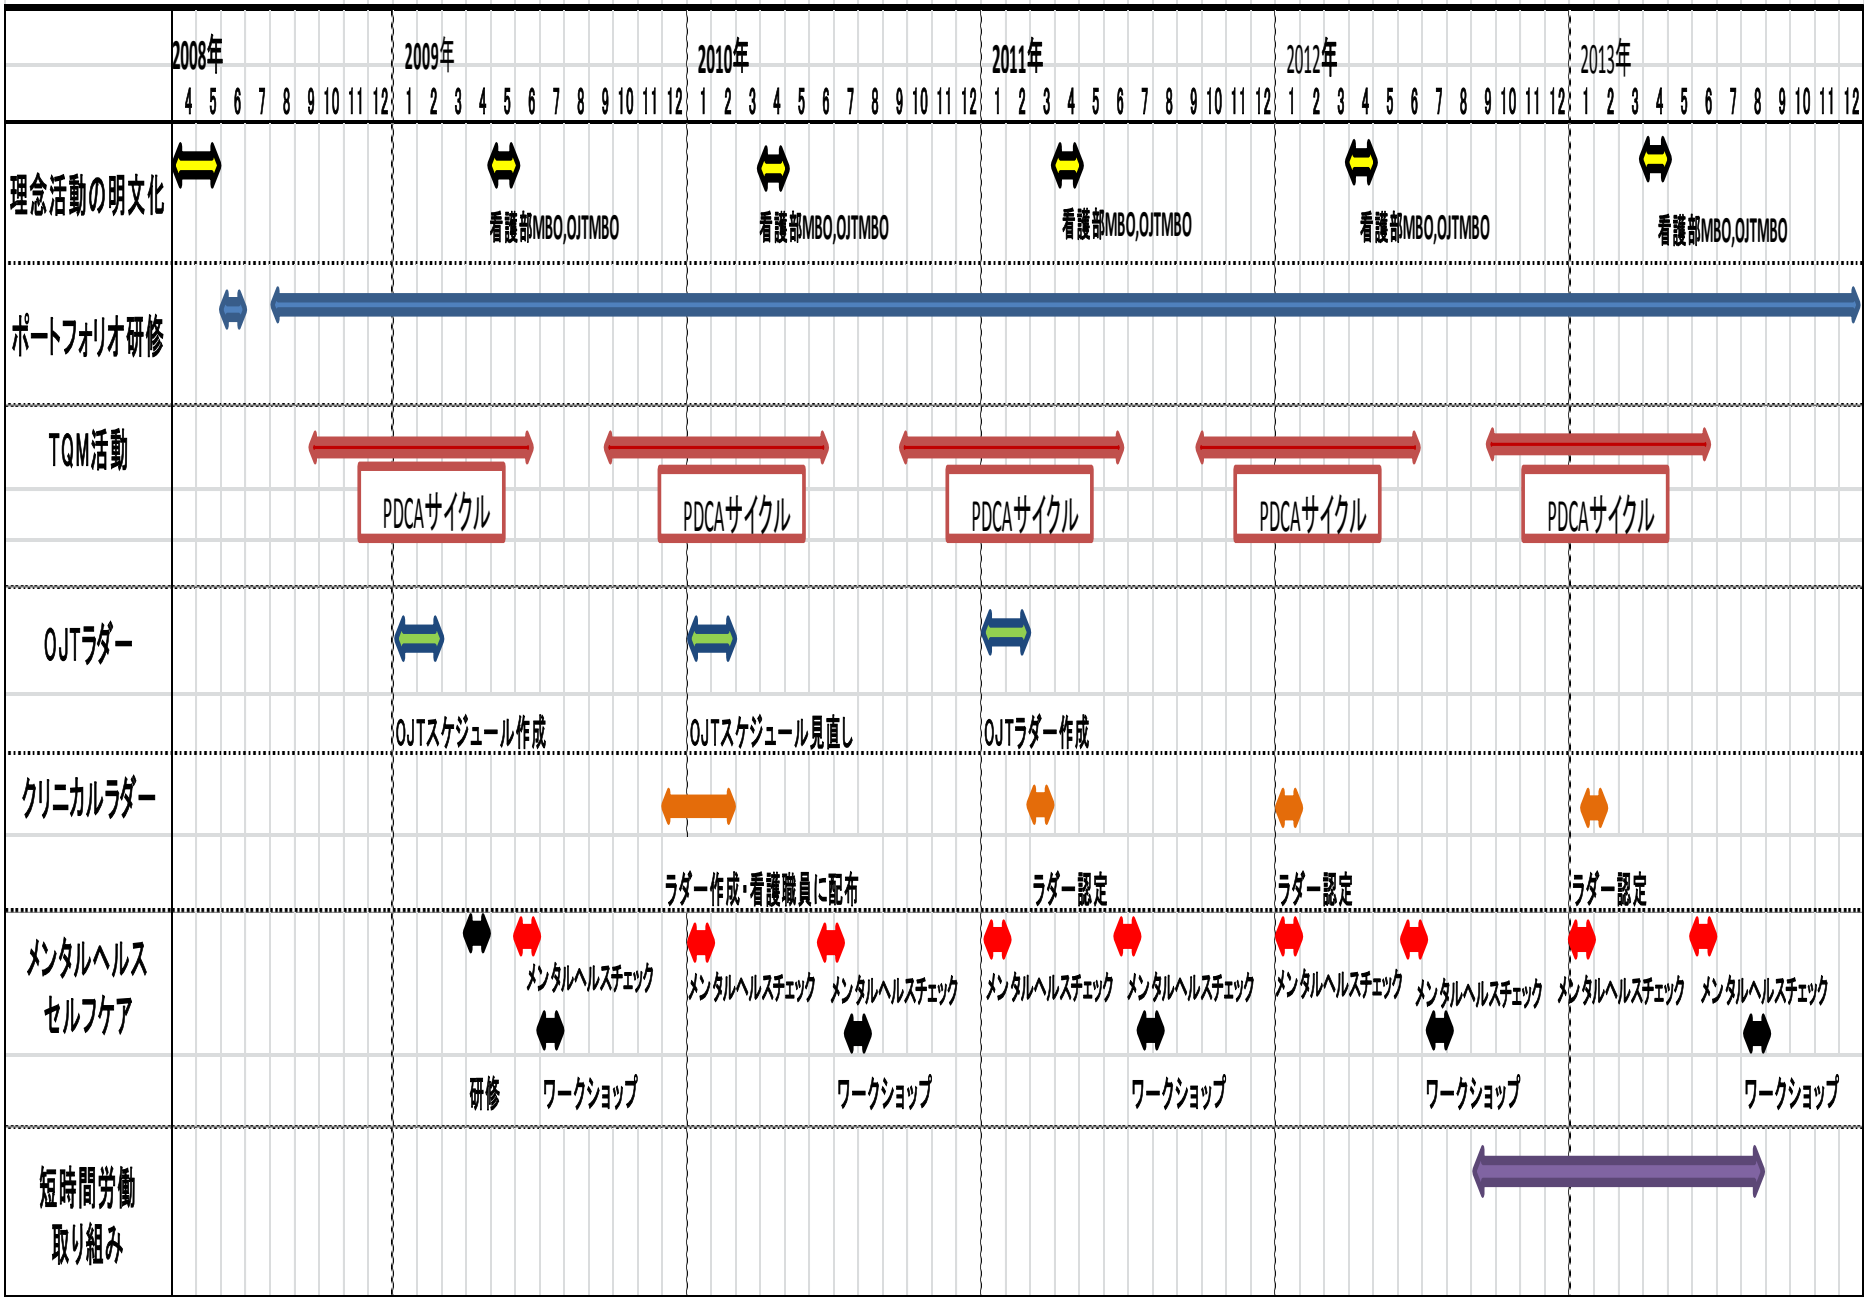 2008年 2009年 2010年 2011年 2012年 2013年
4 5 6 7 8 9 10 11 12 1 2 3 4 5 6 7 8 9 10 11 12 1 2 3 4 5 6 7 8 9 10 11 12 1 2 3 4 5 6 7 8 9 10 11 12 1 2 3 4 5 6 7 8 9 10 11 12 1 2 3 4 5 6 7 8 9 10 11 12
理念活動の明文化
看護部MBO,OJTMBO 看護部MBO,OJTMBO 看護部MBO,OJTMBO 看護部MBO,OJTMBO 看護部MBO,OJTMBO
ポートフォリオ研修
TQM活動
PDCAサイクル PDCAサイクル PDCAサイクル PDCAサイクル PDCAサイクル
OJTラダー
OJTスケジュール作成 OJTスケジュール見直し OJTラダー作成
クリニカルラダー
ラダー作成・看護職員に配布 ラダー認定 ラダー認定 ラダー認定
メンタルヘルス
セルフケア
メンタルヘルスチェック メンタルヘルスチェック メンタルヘルスチェック メンタルヘルスチェック メンタルヘルスチェック メンタルヘルスチェック メンタルヘルスチェック メンタルヘルスチェック メンタルヘルスチェック
研修 ワークショップ ワークショップ ワークショップ ワークショップ ワークショップ
短時間労働
取り組み